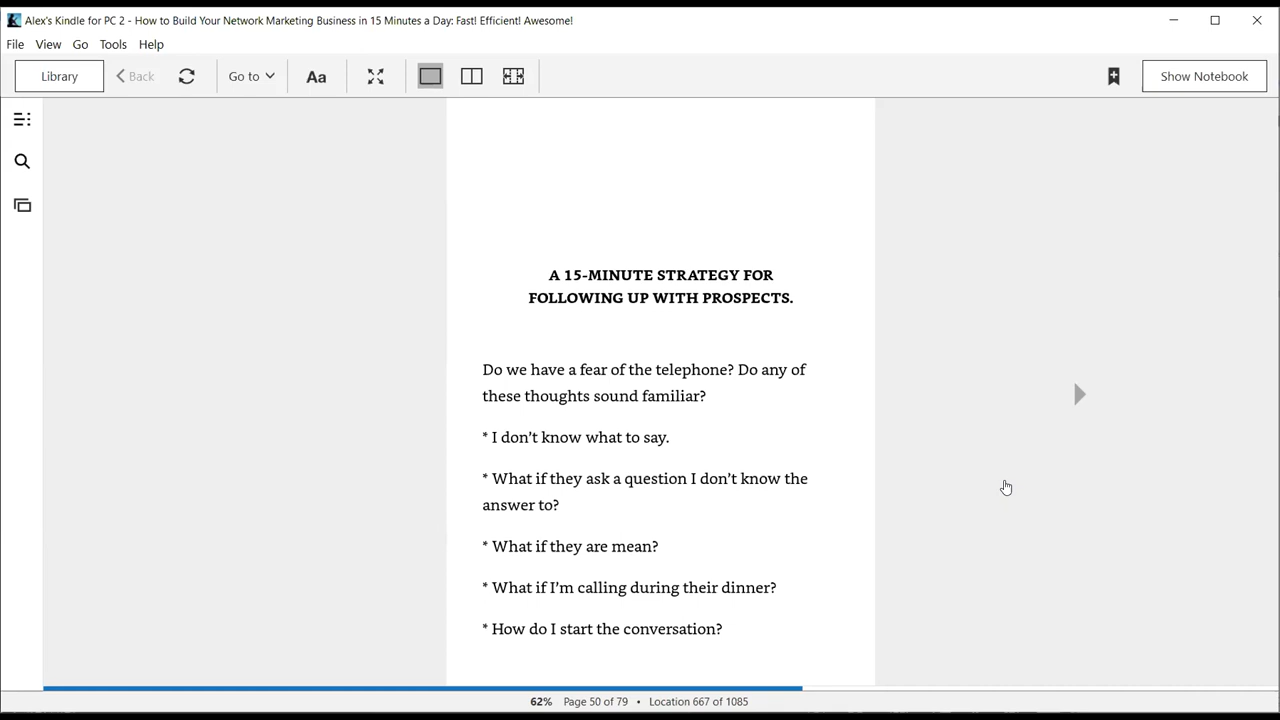 Alex's Kindle for PC 2 - How to Build Your Network Marketing Business in 15 Minutes a Day: Fast! Efficient! Awesome!
File View Go Tools Help
Library Back Go to Aa Show Notebook
A 15-MINUTE STRATEGY FOR
FOLLOWING UP WITH PROSPECTS.
Do we have a fear of the telephone? Do any of
these thoughts sound familiar?
* I don’t know what to say.
* What if they ask a question I don’t know the
answer to?
* What if they are mean?
* What if I’m calling during their dinner?
* How do I start the conversation?
62% Page 50 of 79 • Location 667 of 1085